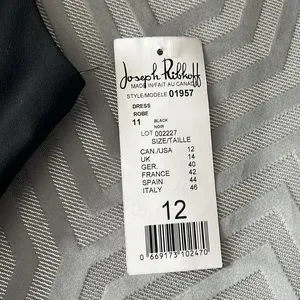 Joseph Ribkoff
MADE IN/FAIT AU CANADA
STYLE/MODELE 01957
DRESS
ROBE
11 BLACK
NOIR
LOT 002227
SIZE/TAILLE
CAN./USA 12
UK 14
GER. 40
FRANCE 42
SPAIN 44
ITALY 46
12
0 669173 102470